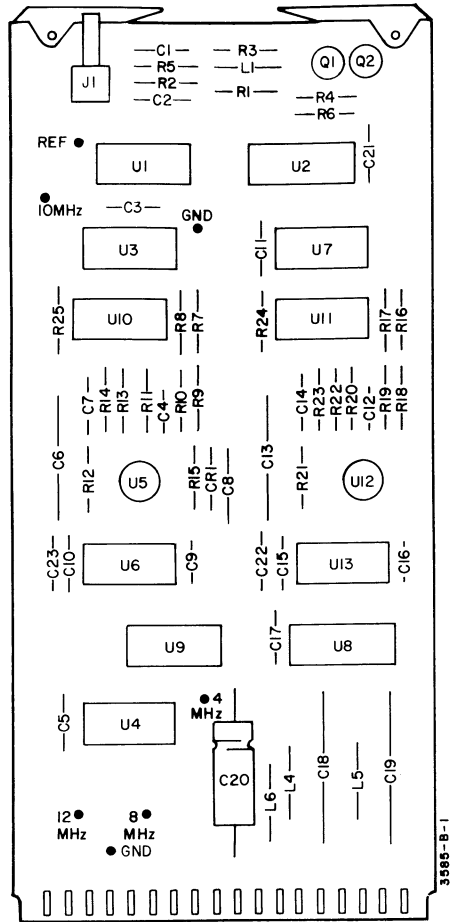 C1 R3
R5 L1 Q1 Q2
J1 R2 R1
C2 R4
R6
REF U1 U2 C21
10MHz C3 GND
U3 C11 U7
R25 U10 R8 R7 R24 U11 R17 R16
C7 R14 R13 R11 C4 R10 R9 C14 R23 R22 R20 C12 R19 R18
C6 R12 U5 R15 CR1 C8 C13 R21 U12
C23 C10 U6 C9 C22 C15 U13 C16
U9 C17 U8
C5 U4 4
MHz
C20 L6 L4 C18 L5 C19
12 8
MHz MHz
GND
3585-B-1